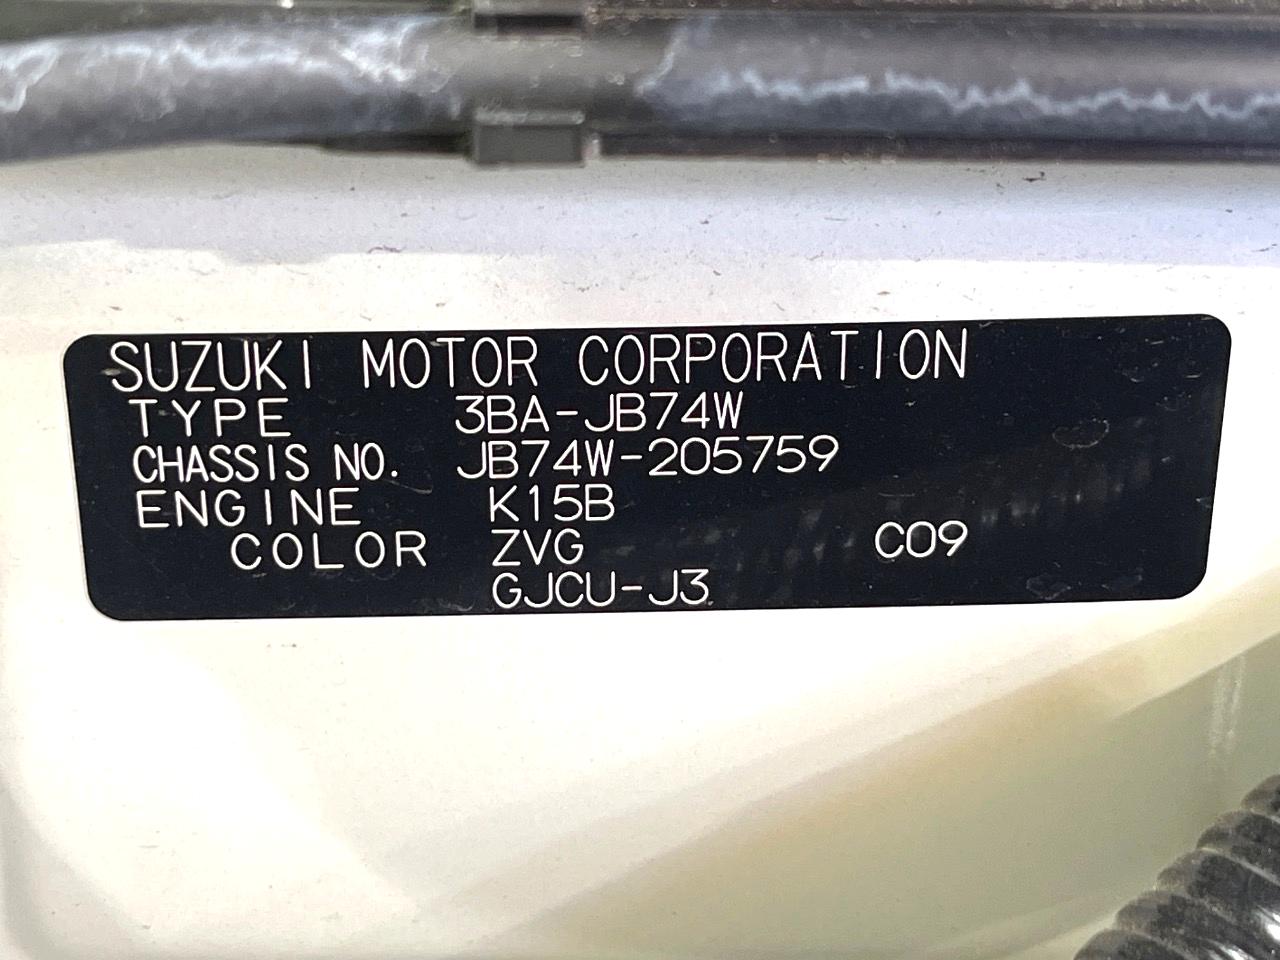 SUZUKI MOTOR CORPORATION
TYPE 3BA-JB74W
CHASSIS NO. JB74W-205759
ENGINE K15B
COLOR ZVG C09
GJCU-J3